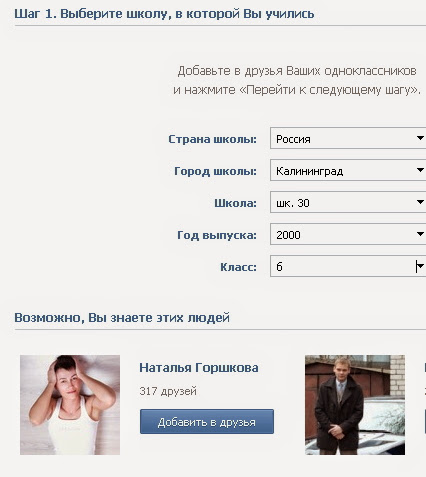 Шаг 1. Выберите школу, в которой Вы учились
Добавьте в друзья Ваших одноклассников
и нажмите «Перейти к следующему шагу».
Страна школы: Россия
Город школы: Калининград
Школа: шк. 30
Год выпуска: 2000
Класс: б
Возможно, Вы знаете этих людей
Наталья Горшкова
317 друзей
Добавить в друзья